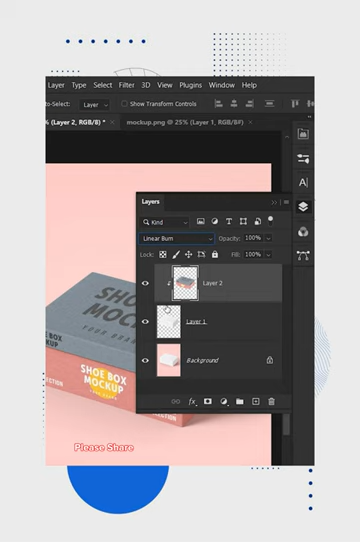 Layer Type Select Filter 3D View Plugins Window Help
to-Select: Layer Show Transform Controls
% (Layer 2, RGB/8) * × mockup.png @ 25% (Layer 1, RGB/8#) ×
Layers
Kind
Linear Burn Opacity: 100%
Lock: Fill: 100%
Layer 2
Layer 1
Background
SHOE BOX
MOCKUP
SHOE BOX
MOCKUP
Please Share